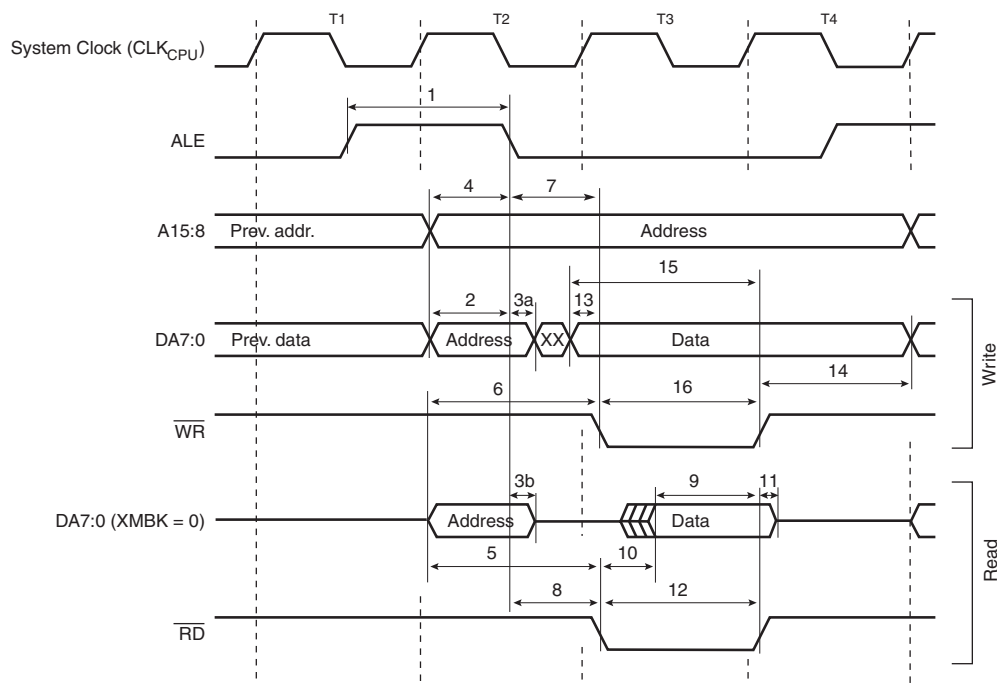 T1 T2 T3 T4
System Clock (CLKCPU)
1
ALE
4 7
A15:8 Prev. addr. Address
15
2 3a 13
DA7:0 Prev. data Address XX Data
14
6 16
WR
Write
3b 9 11
DA7:0 (XMBK = 0) Address Data
5 10
8 12
RD
Read